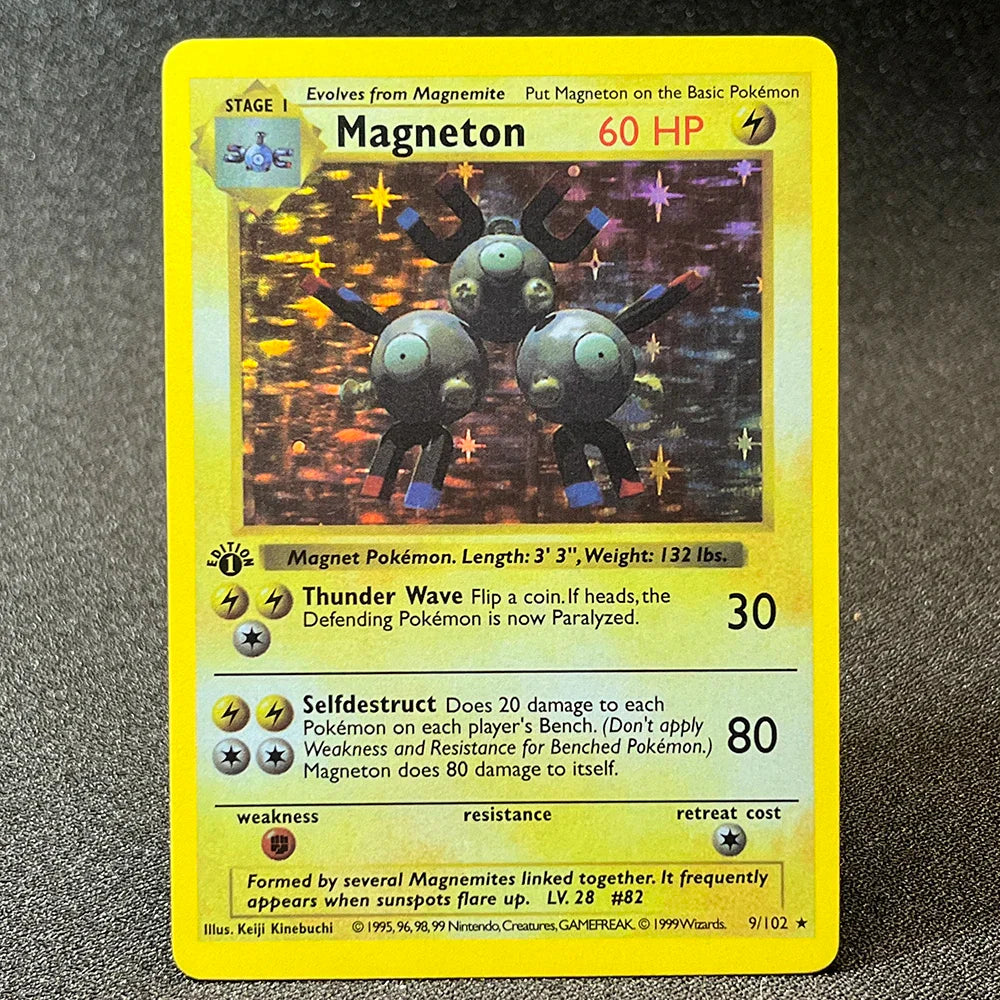 STAGE 1
Evolves from Magnemite Put Magneton on the Basic Pokémon
Magneton 60 HP
EDITION
1
Magnet Pokémon. Length: 3' 3", Weight: 132 lbs.
Thunder Wave Flip a coin. If heads, the
Defending Pokémon is now Paralyzed.
30
Selfdestruct Does 20 damage to each
Pokémon on each player's Bench. (Don't apply
Weakness and Resistance for Benched Pokémon.)
Magneton does 80 damage to itself.
80
weakness resistance retreat cost
Formed by several Magnemites linked together. It frequently
appears when sunspots flare up. LV. 28 #82
Illus. Keiji Kinebuchi © 1995, 96, 98, 99 Nintendo, Creatures, GAMEFREAK. © 1999 Wizards. 9/102 ★